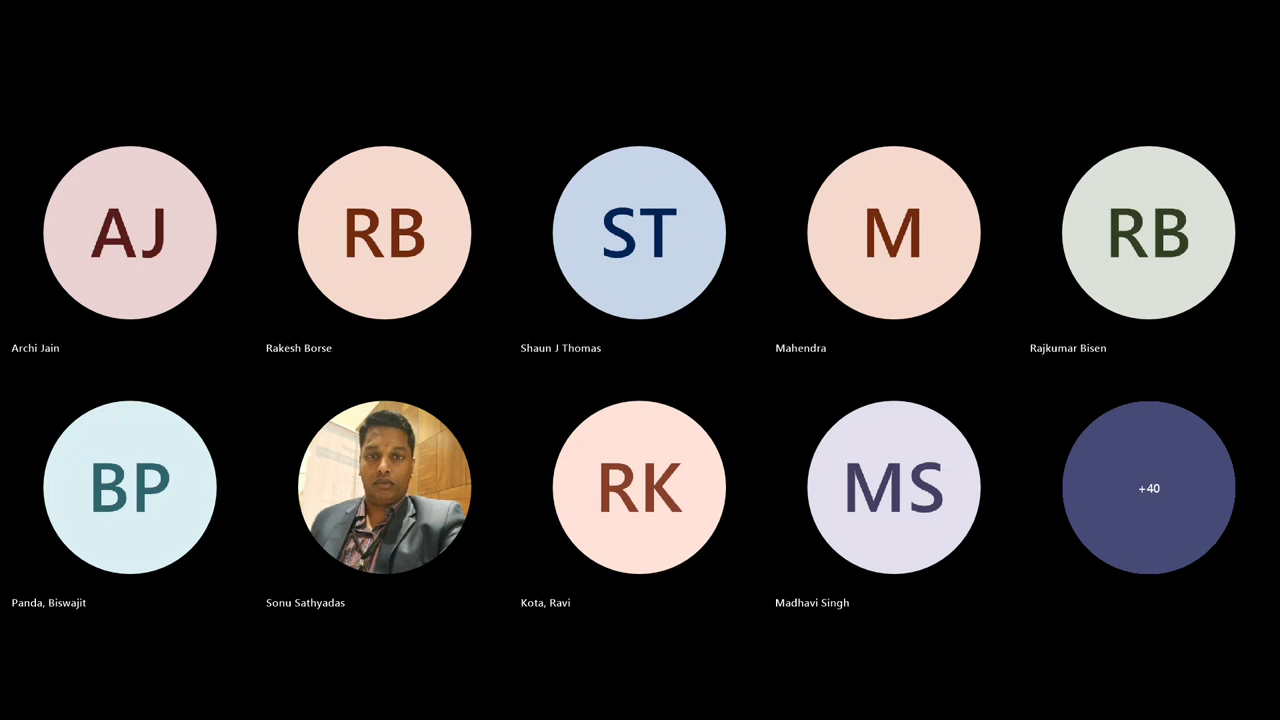 AJ
RB
ST
M
RB
Archi Jain
Rakesh Borse
Shaun J Thomas
Mahendra
Rajkumar Bisen
BP
RK
MS
+40
Panda, Biswajit
Sonu Sathyadas
Kota, Ravi
Madhavi Singh